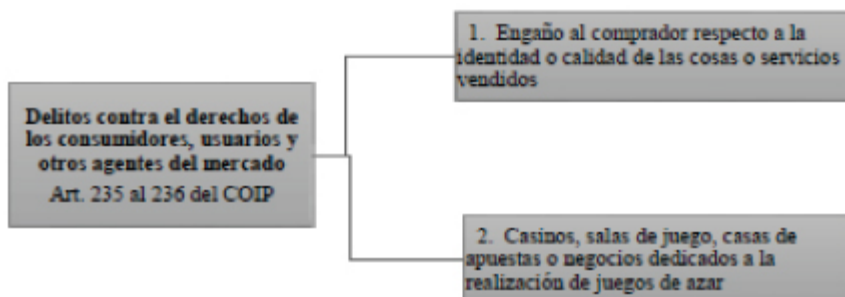 Delitos contra el derechos de
los consumidores, usuarios y
otros agentes del mercado
Art. 235 al 236 del COIP
1. Engaño al comprador respecto a la
identidad o calidad de las cosas o servicios
vendidos
2. Casinos, salas de juego, casas de
apuestas o negocios dedicados a la
realización de juegos de azar